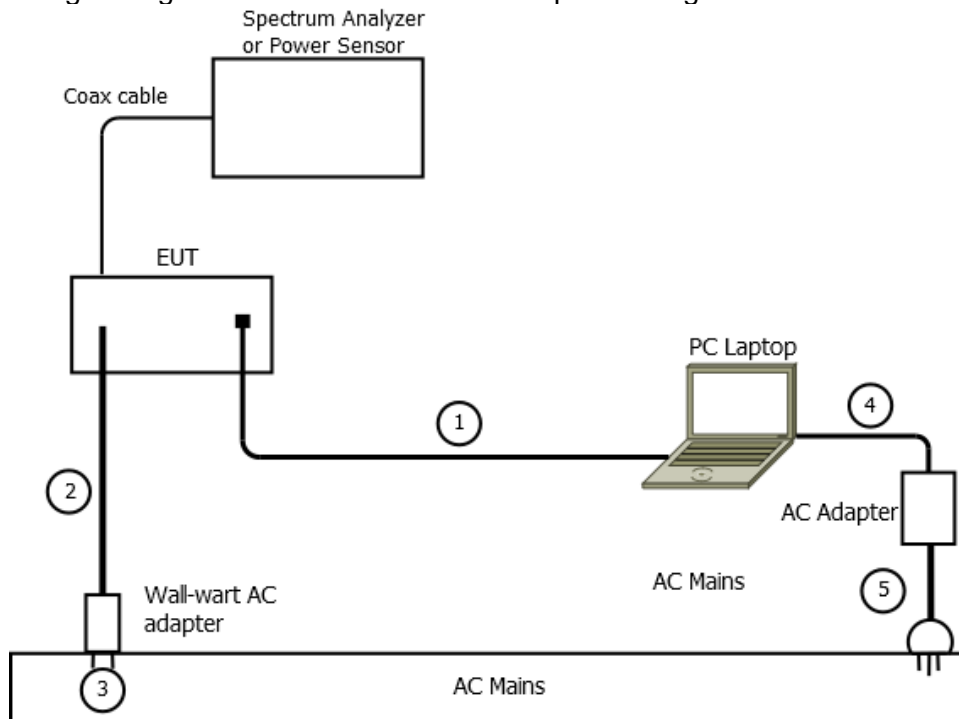 Spectrum Analyzer
or Power Sensor
Coax cable
EUT
PC Laptop
1
4
2
AC Adapter
Wall-wart AC
adapter
AC Mains
5
3
AC Mains